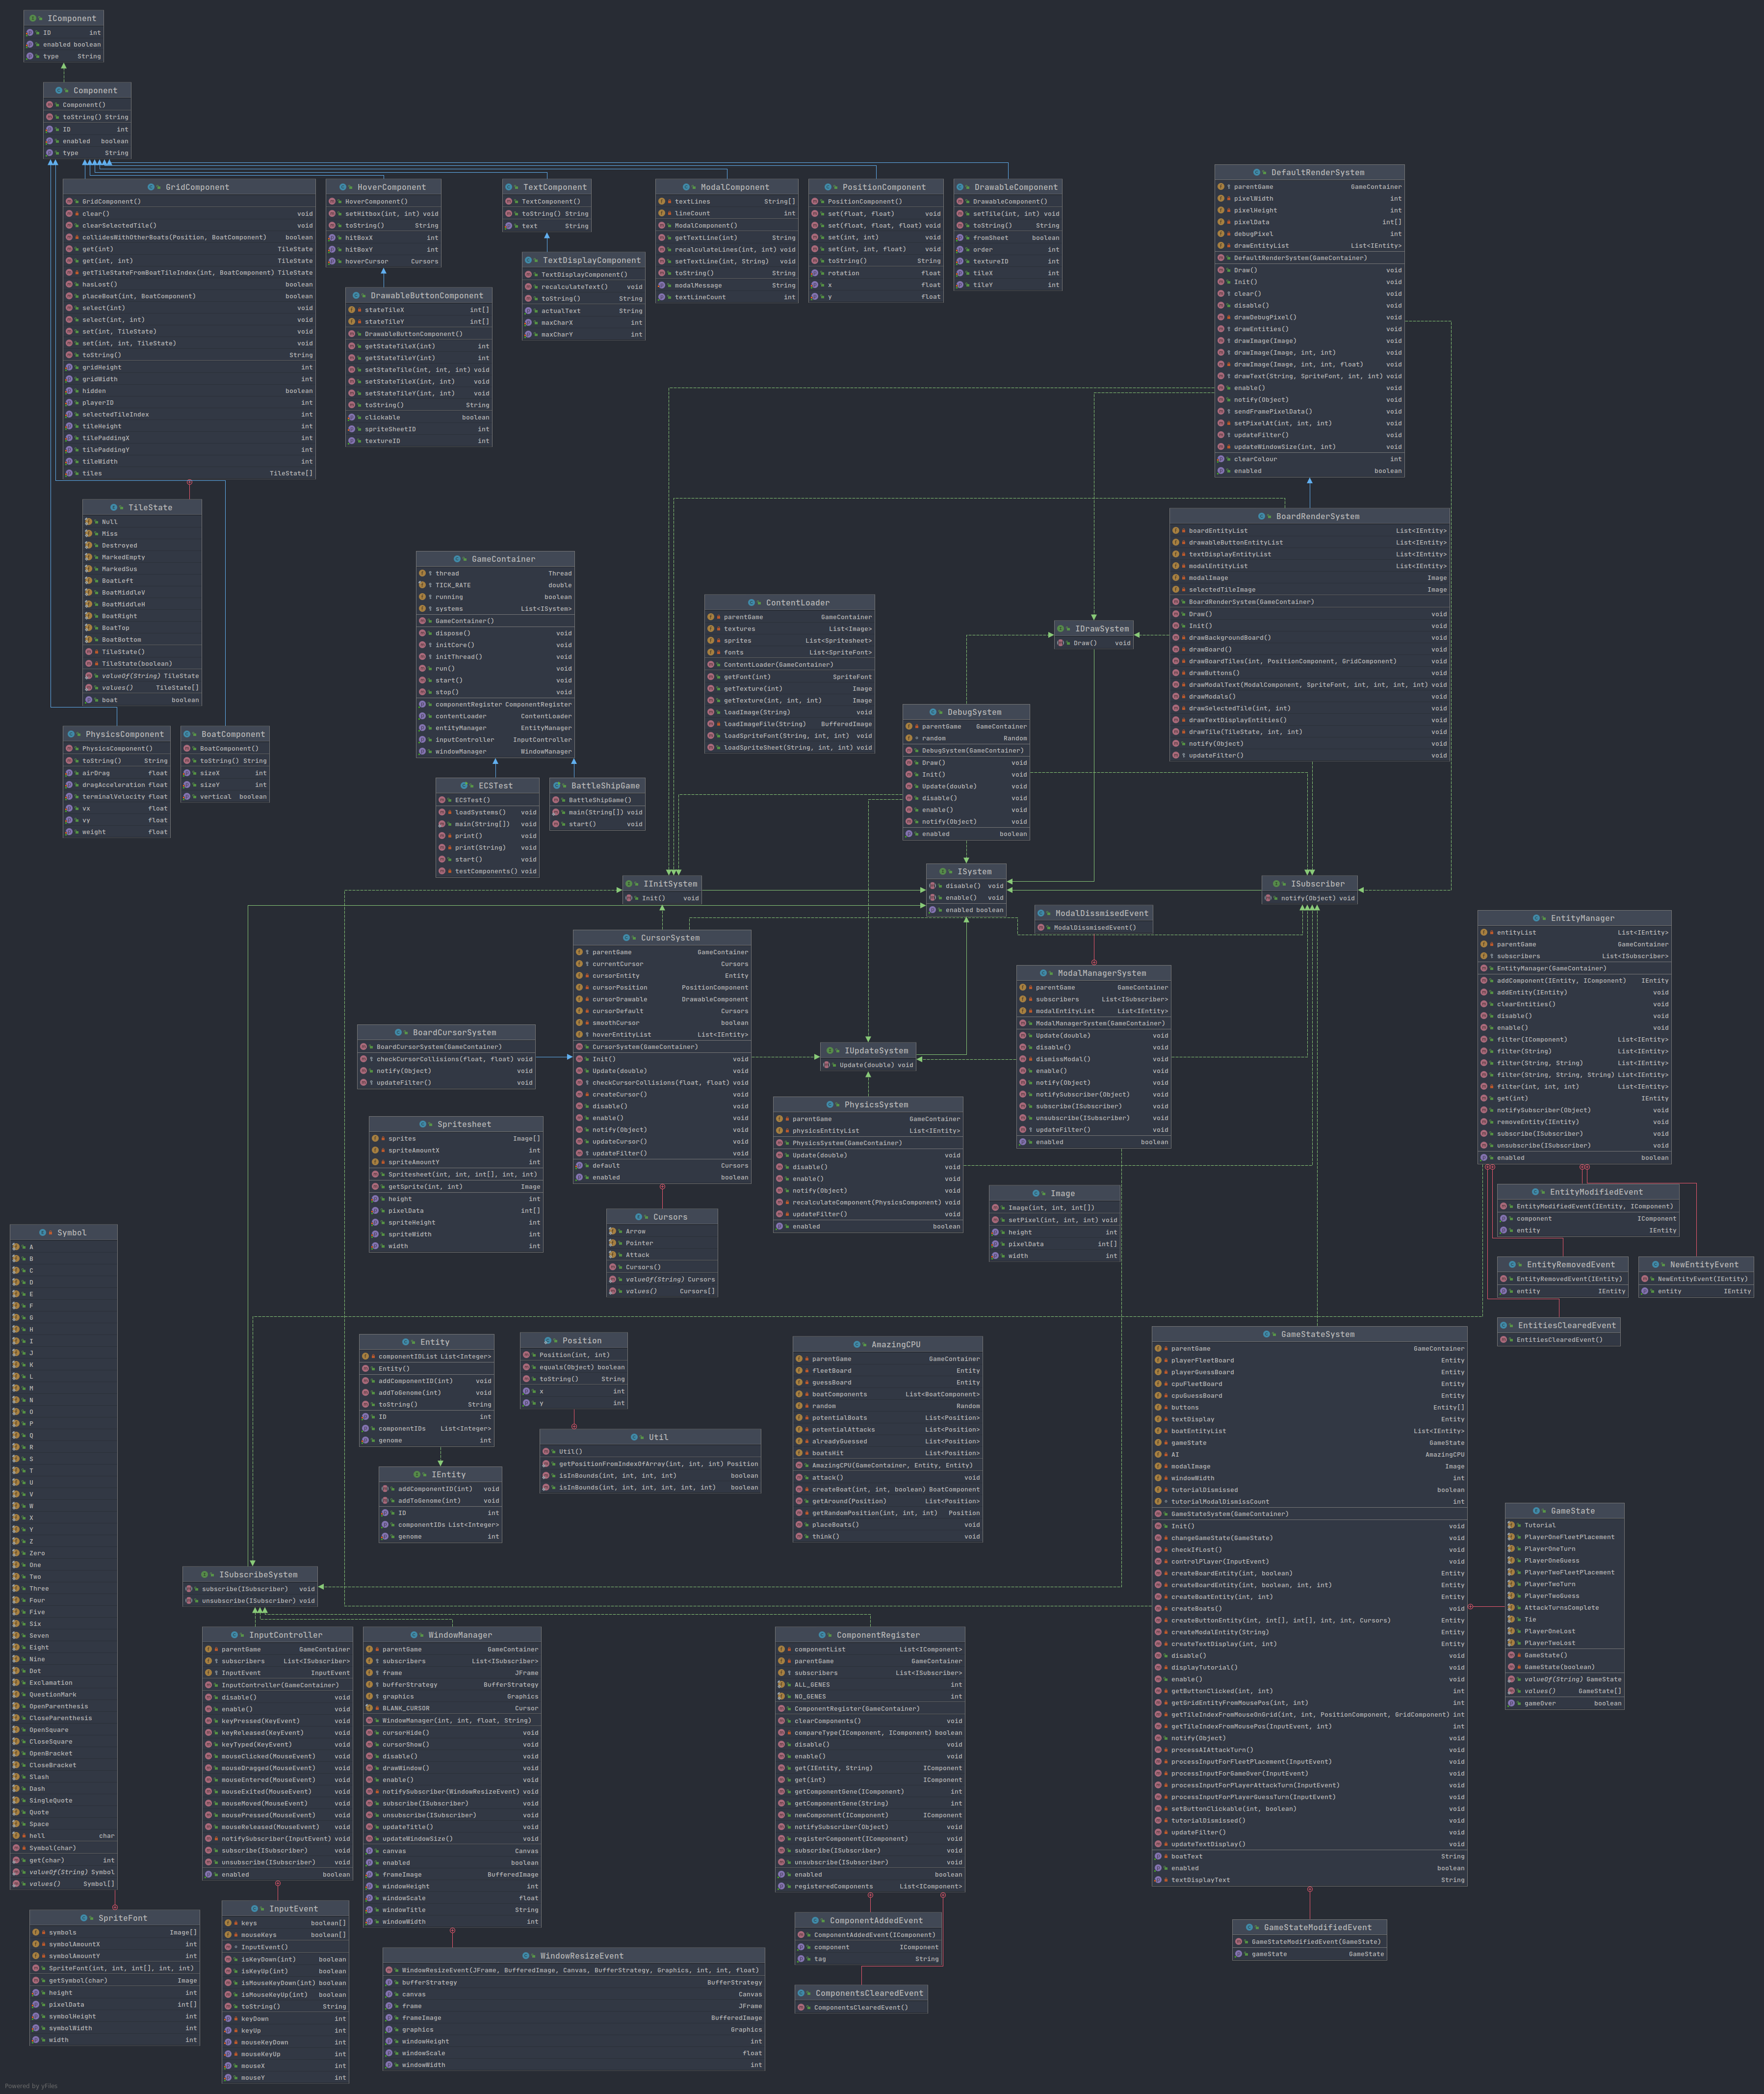 IComponent
ID int
enabled boolean
type String
Component
Component()
toString() String
ID int
enabled boolean
type String
GridComponent
GridComponent()
clear() void
clearSelectedTile() void
collidesWithOtherBoats(Position, BoatComponent) boolean
get(int) TileState
get(int, int) TileState
getTileStateFromBoatTileIndex(int, BoatComponent) TileState
hasLost() boolean
placeBoat(int, BoatComponent) boolean
select(int) void
select(int, int) void
set(int, TileState) void
set(int, int, TileState) void
toString() String
gridHeight int
gridWidth int
hidden boolean
playerID int
selectedTileIndex int
tileHeight int
tilePaddingX int
tilePaddingY int
tileWidth int
tiles TileState[]
HoverComponent
HoverComponent()
setHitbox(int, int) void
toString() String
hitBoxX int
hitBoxY int
hoverCursor Cursors
DrawableButtonComponent
stateTileX int[]
stateTileY int[]
DrawableButtonComponent()
getStateTileX(int) int
getStateTileY(int) int
setStateTile(int, int, int) void
setStateTileX(int, int) void
setStateTileY(int, int) void
toString() String
clickable boolean
spriteSheetID int
textureID int
TextComponent
TextComponent()
toString() String
text String
TextDisplayComponent
TextDisplayComponent()
recalculateText() void
toString() String
actualText String
maxCharX int
maxCharY int
ModalComponent
textLines String[]
lineCount int
ModalComponent()
getTextLine(int) String
recalculateLines(int, int) void
setTextLine(int, String) void
toString() String
modalMessage String
textLineCount int
PositionComponent
PositionComponent()
set(float, float) void
set(float, float, float) void
set(int, int) void
set(int, int, float) void
toString() String
rotation float
x float
y float
DrawableComponent
DrawableComponent()
setTile(int, int) void
toString() String
fromSheet boolean
order int
textureID int
tileX int
tileY int
DefaultRenderSystem
parentGame GameContainer
pixelWidth int
pixelHeight int
pixelData int[]
debugPixel int
drawEntityList List<IEntity>
DefaultRenderSystem(GameContainer)
Draw() void
Init() void
clear() void
disable() void
drawDebugPixel() void
drawEntities() void
drawImage(Image) void
drawImage(Image, int, int) void
drawImage(Image, int, int, float) void
drawText(String, SpriteFont, int, int) void
enable() void
notify(Object) void
sendFramePixelData() void
setPixelAt(int, int, int) void
updateFilter() void
updateWindowSize(int, int) void
clearColour int
enabled boolean
TileState
Null
Miss
Destroyed
MarkedEmpty
MarkedSus
BoatLeft
BoatMiddleV
BoatMiddleH
BoatRight
BoatTop
BoatBottom
TileState()
TileState(boolean)
valueOf(String) TileState
values() TileState[]
boat boolean
PhysicsComponent
PhysicsComponent()
toString() String
airDrag float
dragAcceleration float
terminalVelocity float
vx float
vy float
weight float
BoatComponent
BoatComponent()
toString() String
sizeX int
sizeY int
vertical boolean
GameContainer
thread Thread
TICK_RATE double
running boolean
systems List<ISystem>
GameContainer()
dispose() void
initCore() void
initThread() void
run() void
start() void
stop() void
componentRegister ComponentRegister
contentLoader ContentLoader
entityManager EntityManager
inputController InputController
windowManager WindowManager
ECSTest
ECSTest()
loadSystems() void
main(String[]) void
print() void
print(String) void
start() void
testComponents() void
BattleShipGame
BattleShipGame()
main(String[]) void
start() void
ContentLoader
parentGame GameContainer
textures List<Image>
sprites List<Spritesheet>
fonts List<SpriteFont>
ContentLoader(GameContainer)
getFont(int) SpriteFont
getTexture(int) Image
getTexture(int, int, int) Image
loadImage(String) void
loadImageFile(String) BufferedImage
loadSpriteFont(String, int, int) void
loadSpriteSheet(String, int, int) void
IDrawSystem
Draw() void
BoardRenderSystem
boardEntityList List<IEntity>
drawableButtonEntityList List<IEntity>
textDisplayEntityList List<IEntity>
modalEntityList List<IEntity>
modalImage Image
selectedTileImage Image
BoardRenderSystem(GameContainer)
Draw() void
Init() void
drawBackgroundBoard() void
drawBoard() void
drawBoardTiles(int, PositionComponent, GridComponent) void
drawButtons() void
drawModalText(ModalComponent, SpriteFont, int, int, int, int) void
drawModals() void
drawSelectedTile(int, int) void
drawTextDisplayEntities() void
drawTile(TileState, int, int) void
notify(Object) void
updateFilter() void
DebugSystem
parentGame GameContainer
random Random
DebugSystem(GameContainer)
Draw() void
Init() void
Update(double) void
disable() void
enable() void
notify(Object) void
enabled boolean
IInitSystem
Init() void
ISystem
disable() void
enable() void
enabled boolean
ISubscriber
notify(Object) void
ModalDissmisedEvent
ModalDissmisedEvent()
CursorSystem
parentGame GameContainer
currentCursor Cursors
cursorEntity Entity
cursorPosition PositionComponent
cursorDrawable DrawableComponent
cursorDefault Cursors
smoothCursor boolean
hoverEntityList List<IEntity>
CursorSystem(GameContainer)
Init() void
Update(double) void
checkCursorCollisions(float, float) void
createCursor() void
disable() void
enable() void
notify(Object) void
updateCursor() void
updateFilter() void
default Cursors
enabled boolean
BoardCursorSystem
BoardCursorSystem(GameContainer)
checkCursorCollisions(float, float) void
notify(Object) void
updateFilter() void
IUpdateSystem
Update(double) void
ModalManagerSystem
parentGame GameContainer
subscribers List<ISubscriber>
modalEntityList List<IEntity>
ModalManagerSystem(GameContainer)
Update(double) void
disable() void
dismissModal() void
enable() void
notify(Object) void
notifySubscriber(Object) void
subscribe(ISubscriber) void
unsubscribe(ISubscriber) void
updateFilter() void
enabled boolean
EntityManager
entityList List<IEntity>
parentGame GameContainer
subscribers List<ISubscriber>
EntityManager(GameContainer)
addComponent(IEntity, IComponent) IEntity
addEntity(IEntity) void
clearEntities() void
disable() void
enable() void
filter(IComponent) List<IEntity>
filter(String) List<IEntity>
filter(String, String) List<IEntity>
filter(String, String, String) List<IEntity>
filter(int, int, int) List<IEntity>
get(int) IEntity
notifySubscriber(Object) void
removeEntity(IEntity) void
subscribe(ISubscriber) void
unsubscribe(ISubscriber) void
enabled boolean
PhysicsSystem
parentGame GameContainer
physicsEntityList List<IEntity>
PhysicsSystem(GameContainer)
Update(double) void
disable() void
enable() void
notify(Object) void
recalculateComponent(PhysicsComponent) void
updateFilter() void
enabled boolean
Spritesheet
sprites Image[]
spriteAmountX int
spriteAmountY int
Spritesheet(int, int, int[], int, int)
getSprite(int, int) Image
height int
pixelData int[]
spriteHeight int
spriteWidth int
width int
Cursors
Arrow
Pointer
Attack
Cursors()
valueOf(String) Cursors
values() Cursors[]
Image
Image(int, int, int[])
setPixel(int, int, int) void
height int
pixelData int[]
width int
EntityModifiedEvent
EntityModifiedEvent(IEntity, IComponent)
component IComponent
entity IEntity
EntityRemovedEvent
EntityRemovedEvent(IEntity)
entity IEntity
NewEntityEvent
NewEntityEvent(IEntity)
entity IEntity
EntitiesClearedEvent
EntitiesClearedEvent()
Symbol
A
B
C
D
E
F
G
H
I
J
K
L
M
N
O
P
Q
R
S
T
U
V
W
X
Y
Z
Zero
One
Two
Three
Four
Five
Six
Seven
Eight
Nine
Dot
Exclamation
QuestionMark
OpenParenthesis
CloseParenthesis
OpenSquare
CloseSquare
OpenBracket
CloseBracket
Slash
Dash
SingleQuote
Quote
Space
hell char
Symbol(char)
get(char) int
valueOf(String) Symbol
values() Symbol[]
SpriteFont
symbols Image[]
symbolAmountX int
symbolAmountY int
SpriteFont(int, int, int[], int, int)
getSymbol(char) Image
height int
pixelData int[]
symbolHeight int
symbolWidth int
width int
Entity
componentIDList List<Integer>
Entity()
addComponentID(int) void
addToGenome(int) void
toString() String
ID int
componentIDs List<Integer>
genome int
IEntity
addComponentID(int) void
addToGenome(int) void
ID int
componentIDs List<Integer>
genome int
Position
Position(int, int)
equals(Object) boolean
toString() String
x int
y int
Util
Util()
getPositionFromIndexOfArray(int, int, int) Position
isInBounds(int, int, int, int) boolean
isInBounds(int, int, int, int, int, int) boolean
AmazingCPU
parentGame GameContainer
fleetBoard Entity
guessBoard Entity
boatComponents List<BoatComponent>
random Random
potentialBoats List<Position>
potentialAttacks List<Position>
alreadyGuessed List<Position>
boatsHit List<Position>
AmazingCPU(GameContainer, Entity, Entity)
attack() void
createBoat(int, int, boolean) BoatComponent
getAround(Position) List<Position>
getRandomPosition(int, int, int) Position
placeBoats() void
think() void
GameStateSystem
parentGame GameContainer
playerFleetBoard Entity
playerGuessBoard Entity
cpuFleetBoard Entity
cpuGuessBoard Entity
buttons Entity[]
textDisplay Entity
boatEntityList List<IEntity>
gameState GameState
AI AmazingCPU
modalImage Image
windowWidth int
tutorialDismissed boolean
tutorialModalDismissCount int
GameStateSystem(GameContainer)
Init() void
changeGameState(GameState) void
checkIfLost() void
controlPlayer(InputEvent) void
createBoardEntity(int, boolean) Entity
createBoardEntity(int, boolean, int, int) Entity
createBoatEntity(int, int) Entity
createBoats() void
createButtonEntity(int, int[], int[], int, int, Cursors) Entity
createModalEntity(String) Entity
createTextDisplay(int, int) Entity
disable() void
displayTutorial() void
enable() void
getButtonClicked(int, int) int
getGridEntityFromMousePos(int, int) int
getTileIndexFromMouseOnGrid(int, int, PositionComponent, GridComponent) int
getTileIndexFromMousePos(InputEvent, int) int
notify(Object) void
processAIAttackTurn() void
processInputForFleetPlacement(InputEvent) void
processInputForGameOver(InputEvent) void
processInputForPlayerAttackTurn(InputEvent) void
processInputForPlayerGuessTurn(InputEvent) void
setButtonClickable(int, boolean) void
tutorialDismissed() void
updateFilter() void
updateTextDisplay() void
boatText String
enabled boolean
textDisplayText String
GameState
Tutorial
PlayerOneFleetPlacement
PlayerOneTurn
PlayerOneGuess
PlayerTwoFleetPlacement
PlayerTwoTurn
PlayerTwoGuess
AttackTurnsComplete
Tie
PlayerOneLost
PlayerTwoLost
GameState()
GameState(boolean)
valueOf(String) GameState
values() GameState[]
gameOver boolean
GameStateModifiedEvent
GameStateModifiedEvent(GameState)
gameState GameState
ISubscribeSystem
subscribe(ISubscriber) void
unsubscribe(ISubscriber) void
InputController
parentGame GameContainer
subscribers List<ISubscriber>
InputEvent InputEvent
InputController(GameContainer)
disable() void
enable() void
keyPressed(KeyEvent) void
keyReleased(KeyEvent) void
keyTyped(KeyEvent) void
mouseClicked(MouseEvent) void
mouseDragged(MouseEvent) void
mouseEntered(MouseEvent) void
mouseExited(MouseEvent) void
mouseMoved(MouseEvent) void
mousePressed(MouseEvent) void
mouseReleased(MouseEvent) void
notifySubscriber(InputEvent) void
subscribe(ISubscriber) void
unsubscribe(ISubscriber) void
enabled boolean
InputEvent
keys boolean[]
mouseKeys boolean[]
InputEvent()
isKeyDown(int) boolean
isKeyUp(int) boolean
isMouseKeyDown(int) boolean
isMouseKeyUp(int) boolean
toString() String
keyDown int
keyUp int
mouseKeyDown int
mouseKeyUp int
mouseX int
mouseY int
WindowManager
parentGame GameContainer
subscribers List<ISubscriber>
frame JFrame
bufferStrategy BufferStrategy
graphics Graphics
BLANK_CURSOR Cursor
WindowManager(int, int, float, String)
cursorHide() void
cursorShow() void
disable() void
drawWindow() void
enable() void
notifySubscriber(WindowResizeEvent) void
subscribe(ISubscriber) void
unsubscribe(ISubscriber) void
updateTitle() void
updateWindowSize() void
canvas Canvas
enabled boolean
frameImage BufferedImage
windowHeight int
windowScale float
windowTitle String
windowWidth int
WindowResizeEvent
WindowResizeEvent(JFrame, BufferedImage, Canvas, BufferStrategy, Graphics, int, int, float)
bufferStrategy BufferStrategy
canvas Canvas
frame JFrame
frameImage BufferedImage
graphics Graphics
windowHeight int
windowScale float
windowWidth int
ComponentRegister
componentList List<IComponent>
parentGame GameContainer
subscribers List<ISubscriber>
ALL_GENES int
NO_GENES int
ComponentRegister(GameContainer)
clearComponents() void
compareType(IComponent, IComponent) boolean
disable() void
enable() void
get(IEntity, String) IComponent
get(int) IComponent
getComponentGene(IComponent) int
getComponentGene(String) int
newComponent(IComponent) IComponent
notifySubscriber(Object) void
registerComponent(IComponent) void
subscribe(ISubscriber) void
unsubscribe(ISubscriber) void
enabled boolean
registeredComponents List<IComponent>
ComponentAddedEvent
ComponentAddedEvent(IComponent)
component IComponent
tag String
ComponentsClearedEvent
ComponentsClearedEvent()
Powered by yFiles